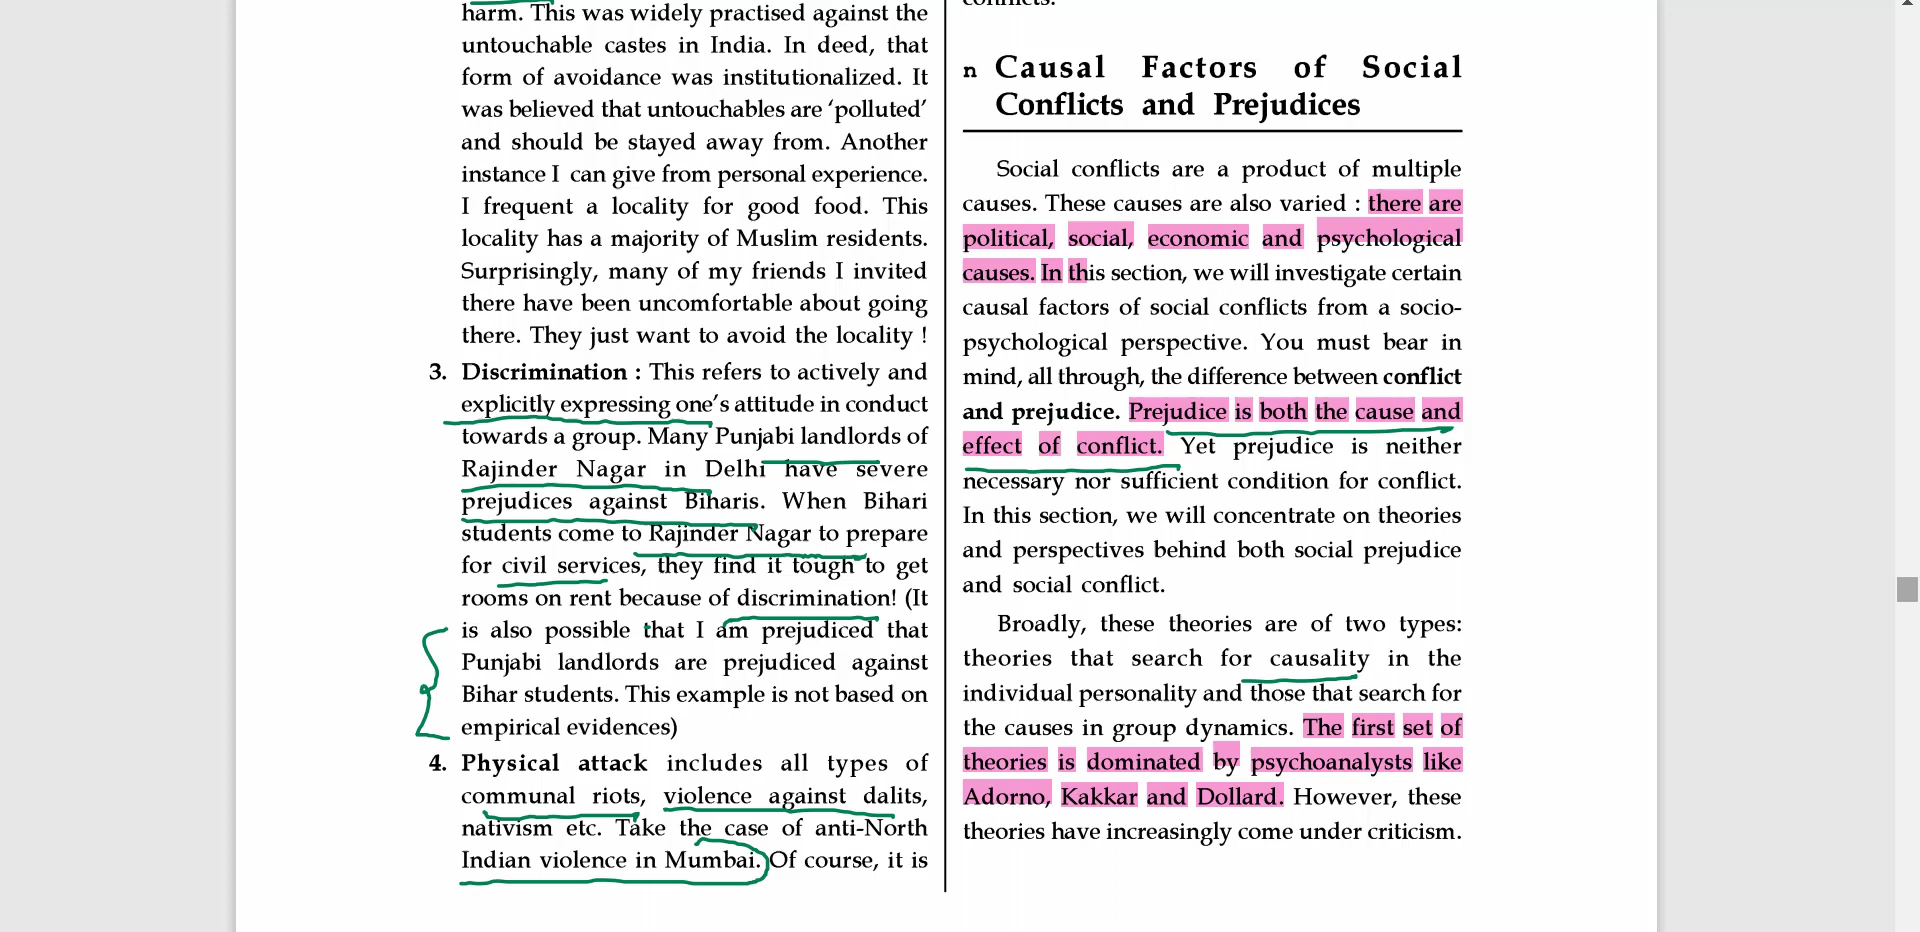 harm. This was widely practised against the
untouchable castes in India. In deed, that
form of avoidance was institutionalized. It
was believed that untouchables are ‘polluted’
and should be stayed away from. Another
instance I can give from personal experience.
I frequent a locality for good food. This
locality has a majority of Muslim residents.
Surprisingly, many of my friends I invited
there have been uncomfortable about going
there. They just want to avoid the locality !
3. Discrimination : This refers to actively and
explicitly expressing one’s attitude in conduct
towards a group. Many Punjabi landlords of
Rajinder Nagar in Delhi have severe
prejudices against Biharis. When Bihari
students come to Rajinder Nagar to prepare
for civil services, they find it tough to get
rooms on rent because of discrimination! (It
is also possible that I am prejudiced that
Punjabi landlords are prejudiced against
Bihar students. This example is not based on
empirical evidences)
4. Physical attack includes all types of
communal riots, violence against dalits,
nativism etc. Take the case of anti-North
Indian violence in Mumbai. Of course, it is
conflicts.
n Causal Factors of Social
Conflicts and Prejudices
Social conflicts are a product of multiple
causes. These causes are also varied : there are
political, social, economic and psychological
causes. In this section, we will investigate certain
causal factors of social conflicts from a socio-
psychological perspective. You must bear in
mind, all through, the difference between conflict
and prejudice. Prejudice is both the cause and
effect of conflict. Yet prejudice is neither
necessary nor sufficient condition for conflict.
In this section, we will concentrate on theories
and perspectives behind both social prejudice
and social conflict.
Broadly, these theories are of two types:
theories that search for causality in the
individual personality and those that search for
the causes in group dynamics. The first set of
theories is dominated by psychoanalysts like
Adorno, Kakkar and Dollard. However, these
theories have increasingly come under criticism.